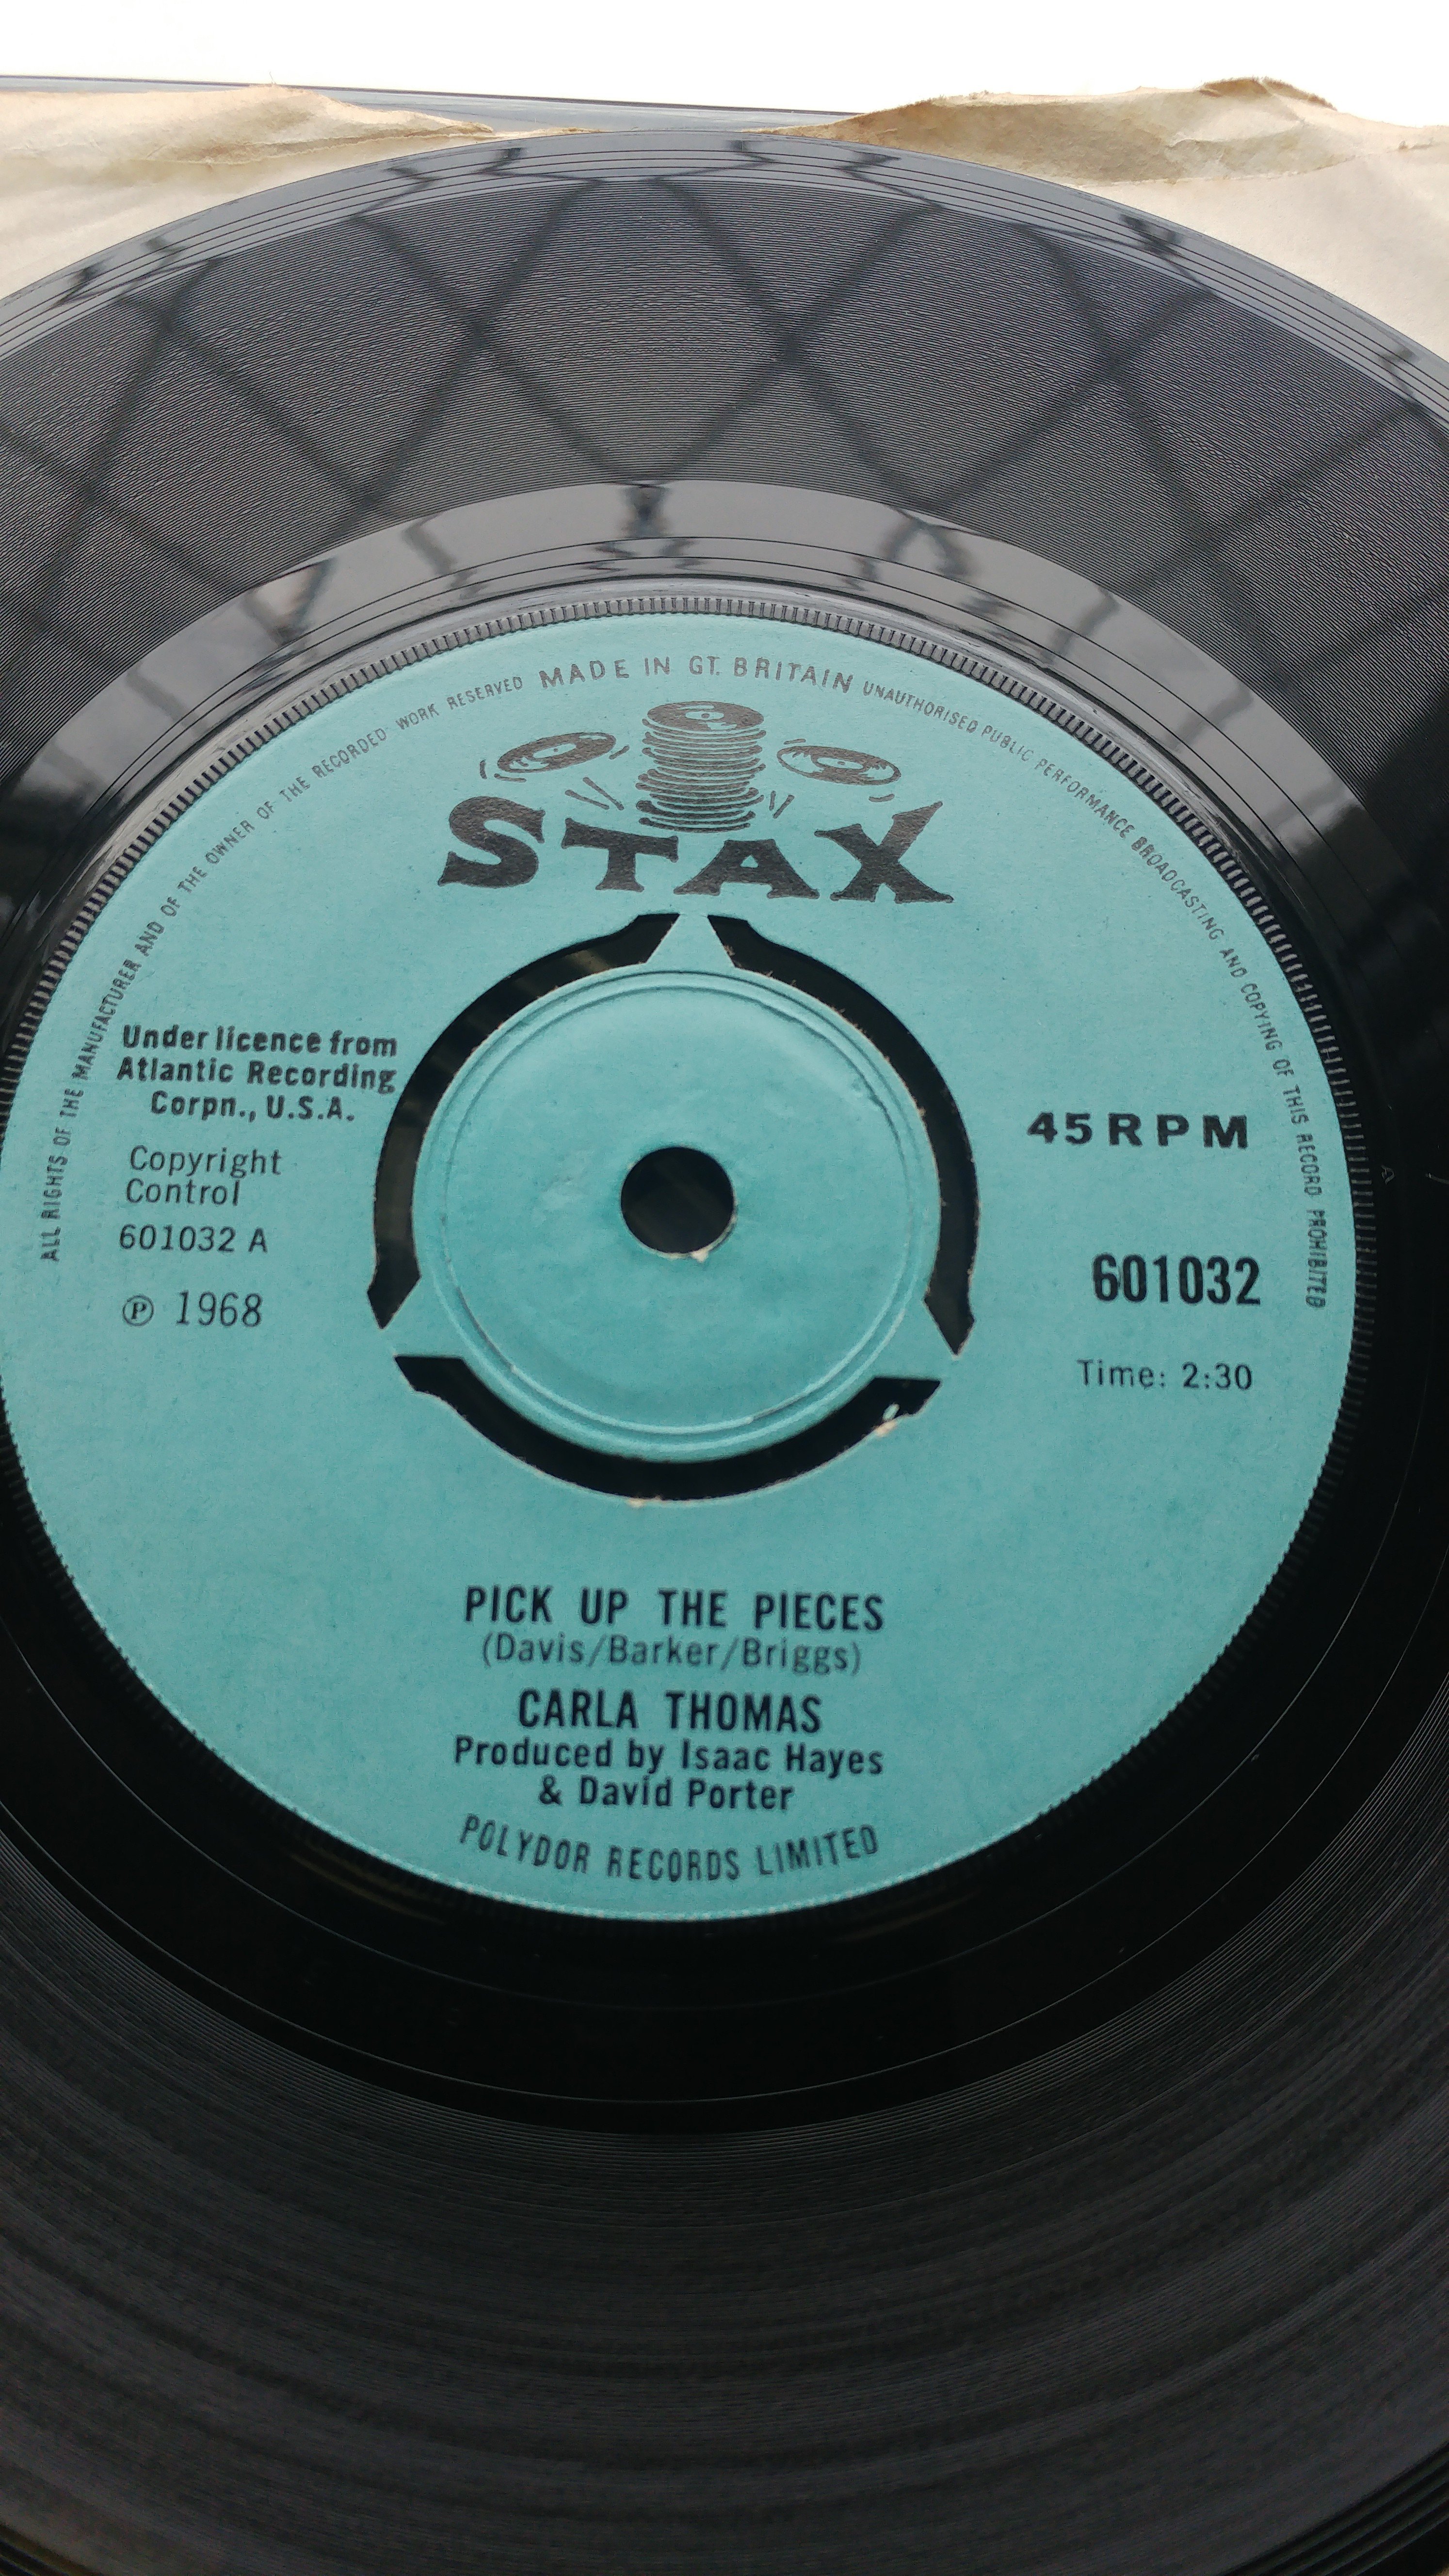 ALL RIGHTS OF THE MANUFACTURER AND OF THE OWNER OF THE RECORDED WORK RESERVED MADE IN GT. BRITAIN UNAUTHORISED PUBLIC PERFORMANCE BROADCASTING AND COPYING OF THIS RECORD PROHIBITED
STAX
Under licence from
Atlantic Recording
Corpn., U.S.A.
Copyright
Control
601032 A
℗ 1968
45 RPM
601032
Time: 2:30
PICK UP THE PIECES
(Davis/Barker/Briggs)
CARLA THOMAS
Produced by Isaac Hayes
& David Porter
POLYDOR RECORDS LIMITED